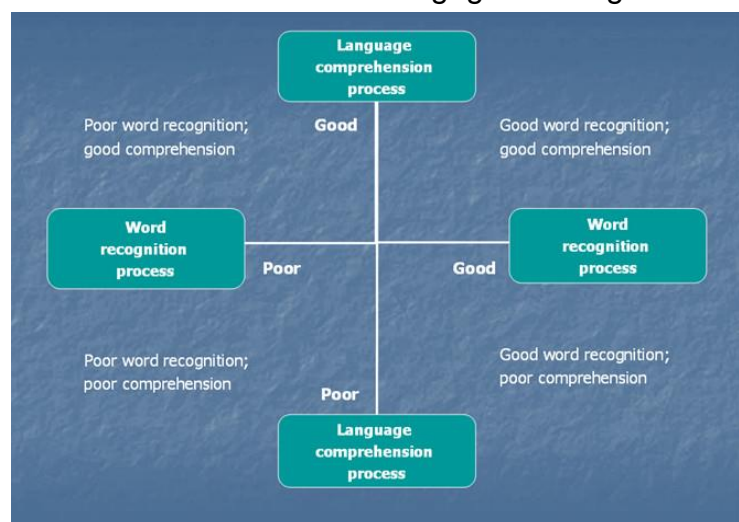 Language
comprehension
process
Poor word recognition;
good comprehension
Good
Good word recognition;
good comprehension
Word
recognition
process
Poor
Good
Word
recognition
process
Poor word recognition;
poor comprehension
Poor
Good word recognition;
poor comprehension
Language
comprehension
process